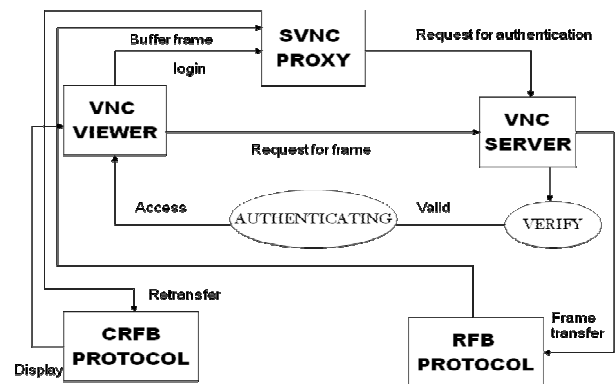 Buffer frame
SVNC
PROXY
Request for authentication
login
VNC
VIEWER
VNC
SERVER
Request for frame
Access
AUTHENTICATING
Valid
VERIFY
Retransfer
CRFB
PROTOCOL
RFB
PROTOCOL
Frame
transfer
Display